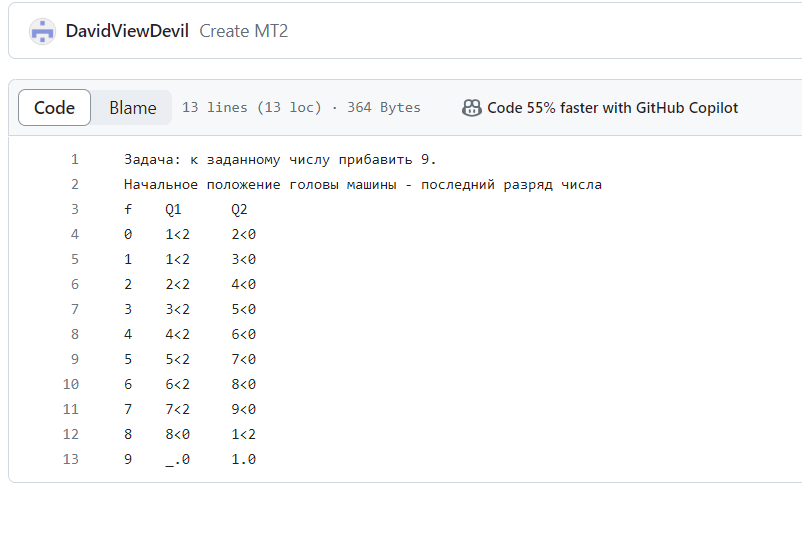 DavidViewDevil Create MT2
Code Blame 13 lines (13 loc) · 364 Bytes Code 55% faster with GitHub Copilot
1 Задача: к заданному числу прибавить 9.
2 Начальное положение головы машины - последний разряд числа
3 f Q1 Q2
4 0 1<2 2<0
5 1 1<2 3<0
6 2 2<2 4<0
7 3 3<2 5<0
8 4 4<2 6<0
9 5 5<2 7<0
10 6 6<2 8<0
11 7 7<2 9<0
12 8 8<0 1<2
13 9 _.0 1.0